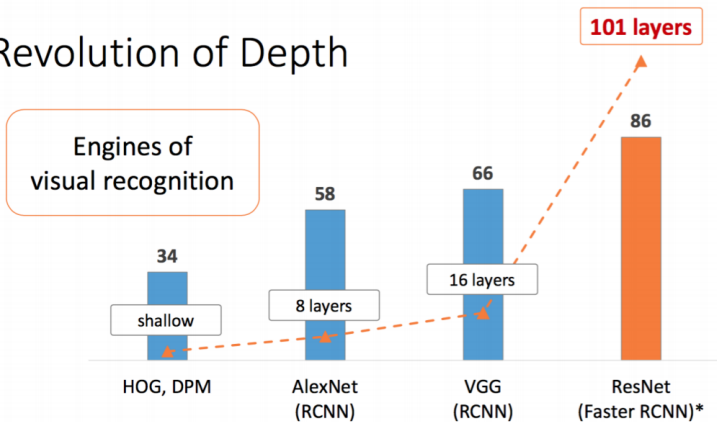 Revolution of Depth
101 layers
Engines of
visual recognition
86
66
58
34
16 layers
8 layers
shallow
HOG, DPM
AlexNet
(RCNN)
VGG
(RCNN)
ResNet
(Faster RCNN)*